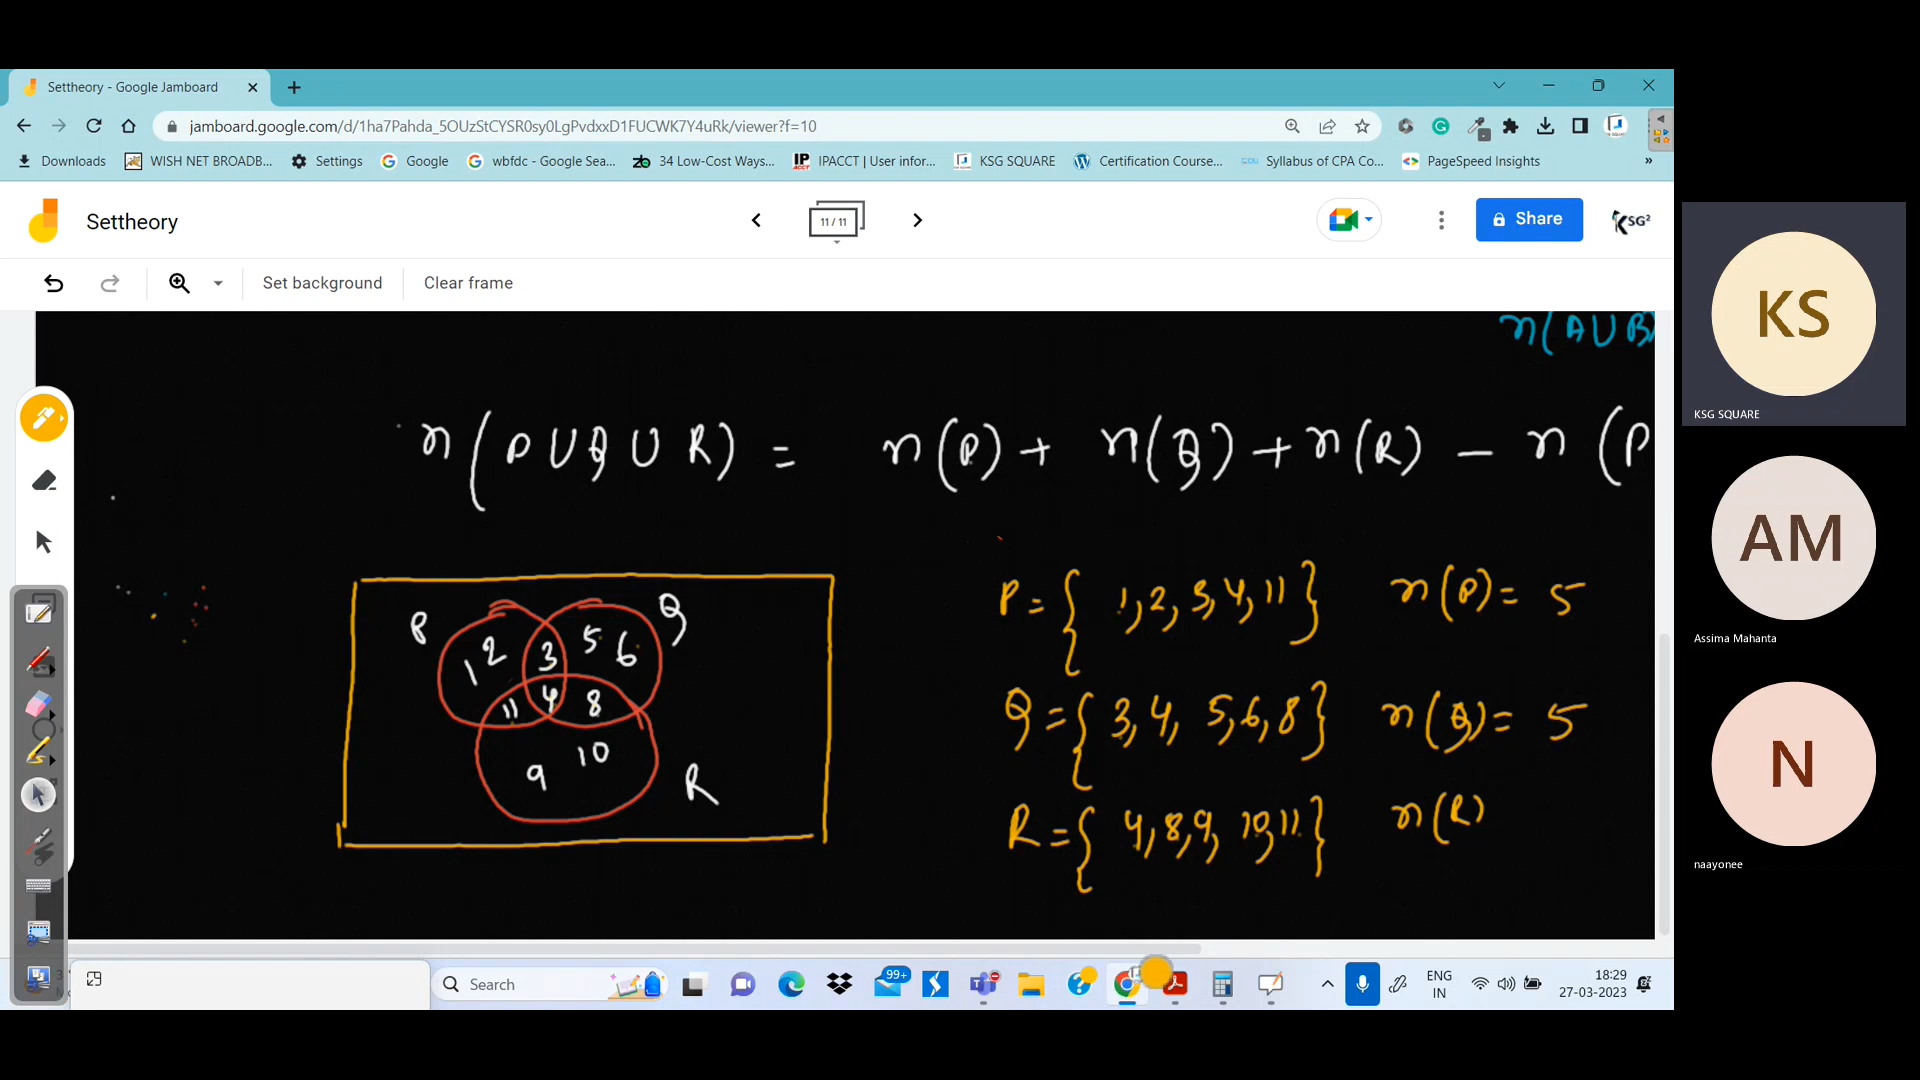 Settheory - Google Jamboard
jamboard.google.com/d/1ha7Pahda_5OUzStCYSR0sy0LgPvdxxD1FUCWK7Y4uRk/viewer?f=10
Downloads WISH NET BROADB... Settings Google wbfdc - Google Sea... 34 Low-Cost Ways... IPACCT | User infor... KSG SQUARE Certification Course... Syllabus of CPA Co... PageSpeed Insights »
Settheory 11 / 11 Share KSG²
Set background Clear frame
n(A∪B)
n(P∪Q∪R) = n(P) + n(Q) + n(R) − n(P
P Q
1 2 3 5 6
11 4 8
9 10
R
P = { 1, 2, 3, 4, 11 } n(P) = 5
Q = { 3, 4, 5, 6, 8 } n(Q) = 5
R = { 4, 8, 9, 10, 11 } n(R)
KS
KSG SQUARE
AM
Assima Mahanta
N
naayonee
Search 99+ ENG IN 18:29 27-03-2023